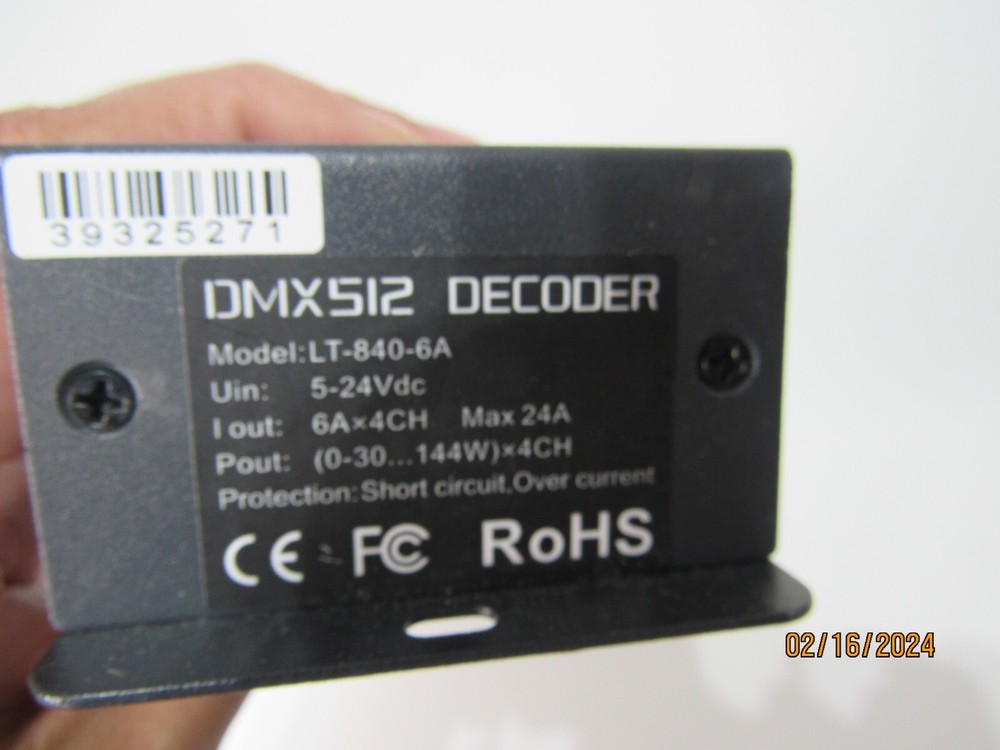 39325271
DMX512 DECODER
Model:LT-840-6A
Uin: 5-24Vdc
I out: 6A×4CH Max 24A
Pout: (0-30...144W)×4CH
Protection:Short circuit,Over current
CE FC RoHS
02/16/2024